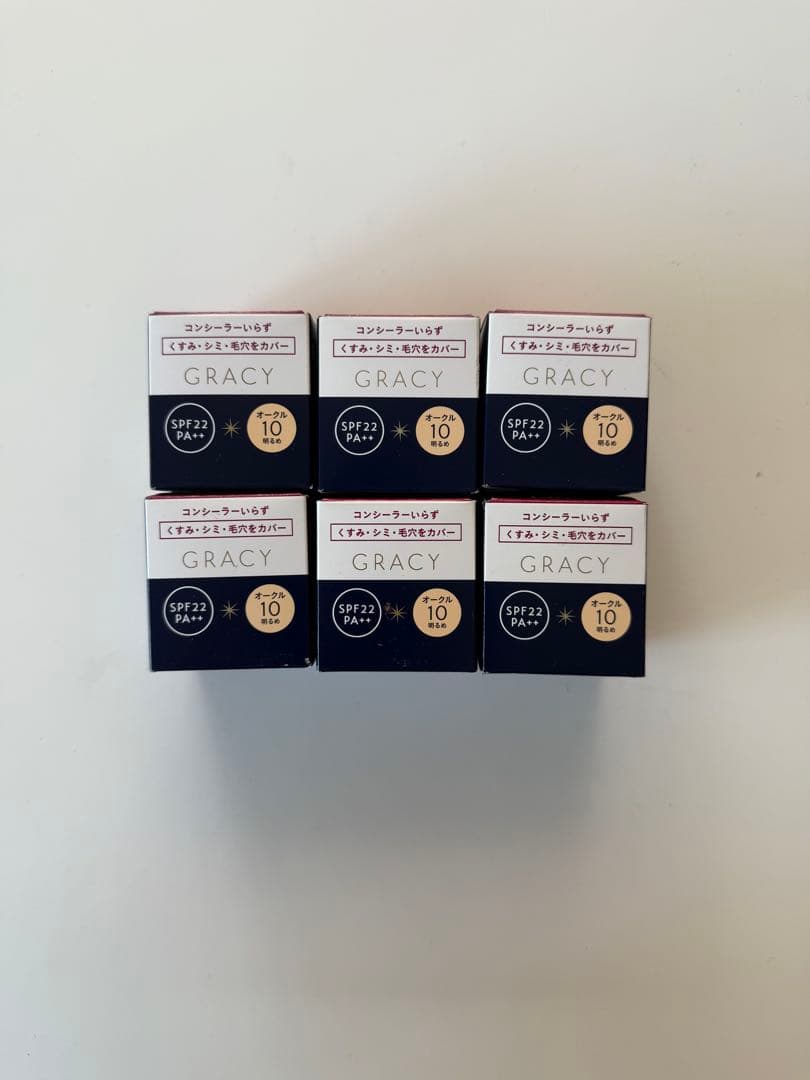 コンシーラーいらず
くすみ・シミ・毛穴をカバー
GRACY
SPF22
PA++
オークル
10
明るめ
コンシーラーいらず
くすみ・シミ・毛穴をカバー
GRACY
SPF22
PA++
オークル
10
明るめ
コンシーラーいらず
くすみ・シミ・毛穴をカバー
GRACY
SPF22
PA++
オークル
10
明るめ
コンシーラーいらず
くすみ・シミ・毛穴をカバー
GRACY
SPF22
PA++
オークル
10
明るめ
コンシーラーいらず
くすみ・シミ・毛穴をカバー
GRACY
SPF22
PA++
オークル
10
明るめ
コンシーラーいらず
くすみ・シミ・毛穴をカバー
GRACY
SPF22
PA++
オークル
10
明るめ